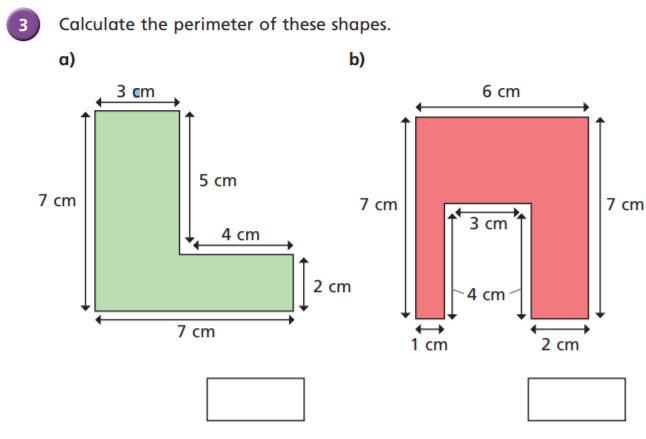 3 Calculate the perimeter of these shapes.
a)
3 cm
7 cm
5 cm
4 cm
2 cm
7 cm
b)
6 cm
7 cm
7 cm
3 cm
4 cm
1 cm
2 cm